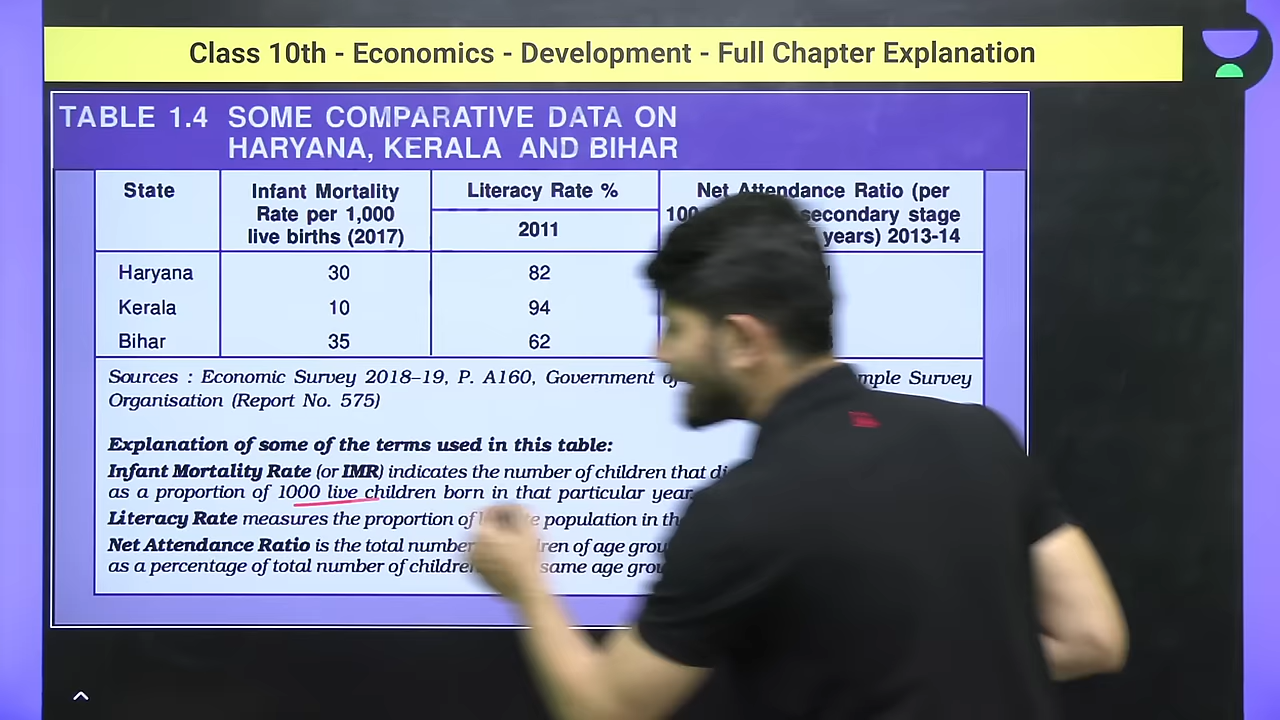 Class 10th - Economics - Development - Full Chapter Explanation
TABLE 1.4 SOME COMPARATIVE DATA ON
HARYANA, KERALA AND BIHAR
State
Infant Mortality
Rate per 1,000
live births (2017)
Literacy Rate %
2011
Net Attendance Ratio (per
100 secondary stage
years) 2013-14
Haryana 30 82
Kerala 10 94
Bihar 35 62
Sources : Economic Survey 2018–19, P. A160, Government Survey
Organisation (Report No. 575)
Explanation of some of the terms used in this table:
Infant Mortality Rate (or IMR) indicates the number of children that
as a proportion of 1000 live children born in that particular year
Literacy Rate measures the proportion of population in
Net Attendance Ratio is the total of age
as a percentage of total number of same age